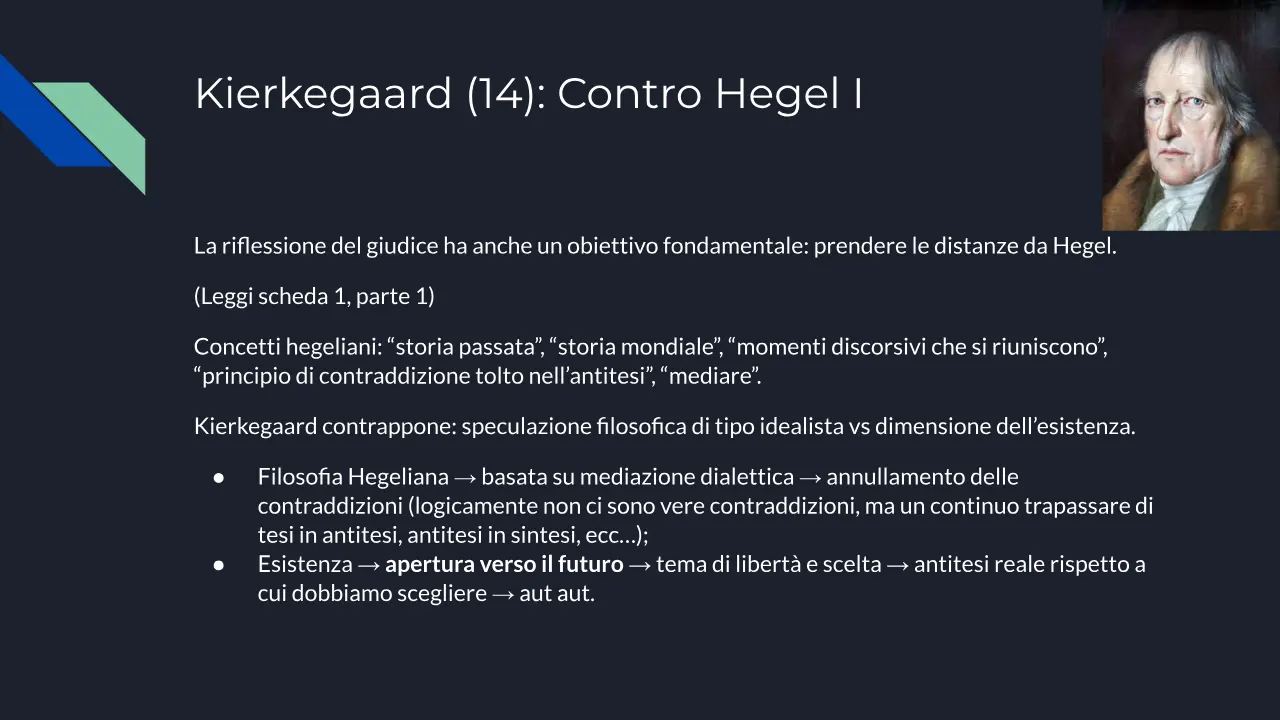 Kierkegaard (14): Contro Hegel I
La riflessione del giudice ha anche un obiettivo fondamentale: prendere le distanze da Hegel.
(Leggi scheda 1, parte 1)
Concetti hegeliani: “storia passata”, “storia mondiale”, “momenti discorsivi che si riuniscono”,
“principio di contraddizione tolto nell’antitesi”, “mediare”.
Kierkegaard contrappone: speculazione filosofica di tipo idealista vs dimensione dell’esistenza.
● Filosofia Hegeliana → basata su mediazione dialettica → annullamento delle
contraddizioni (logicamente non ci sono vere contraddizioni, ma un continuo trapassare di
tesi in antitesi, antitesi in sintesi, ecc…);
● Esistenza → apertura verso il futuro → tema di libertà e scelta → antitesi reale rispetto a
cui dobbiamo scegliere → aut aut.